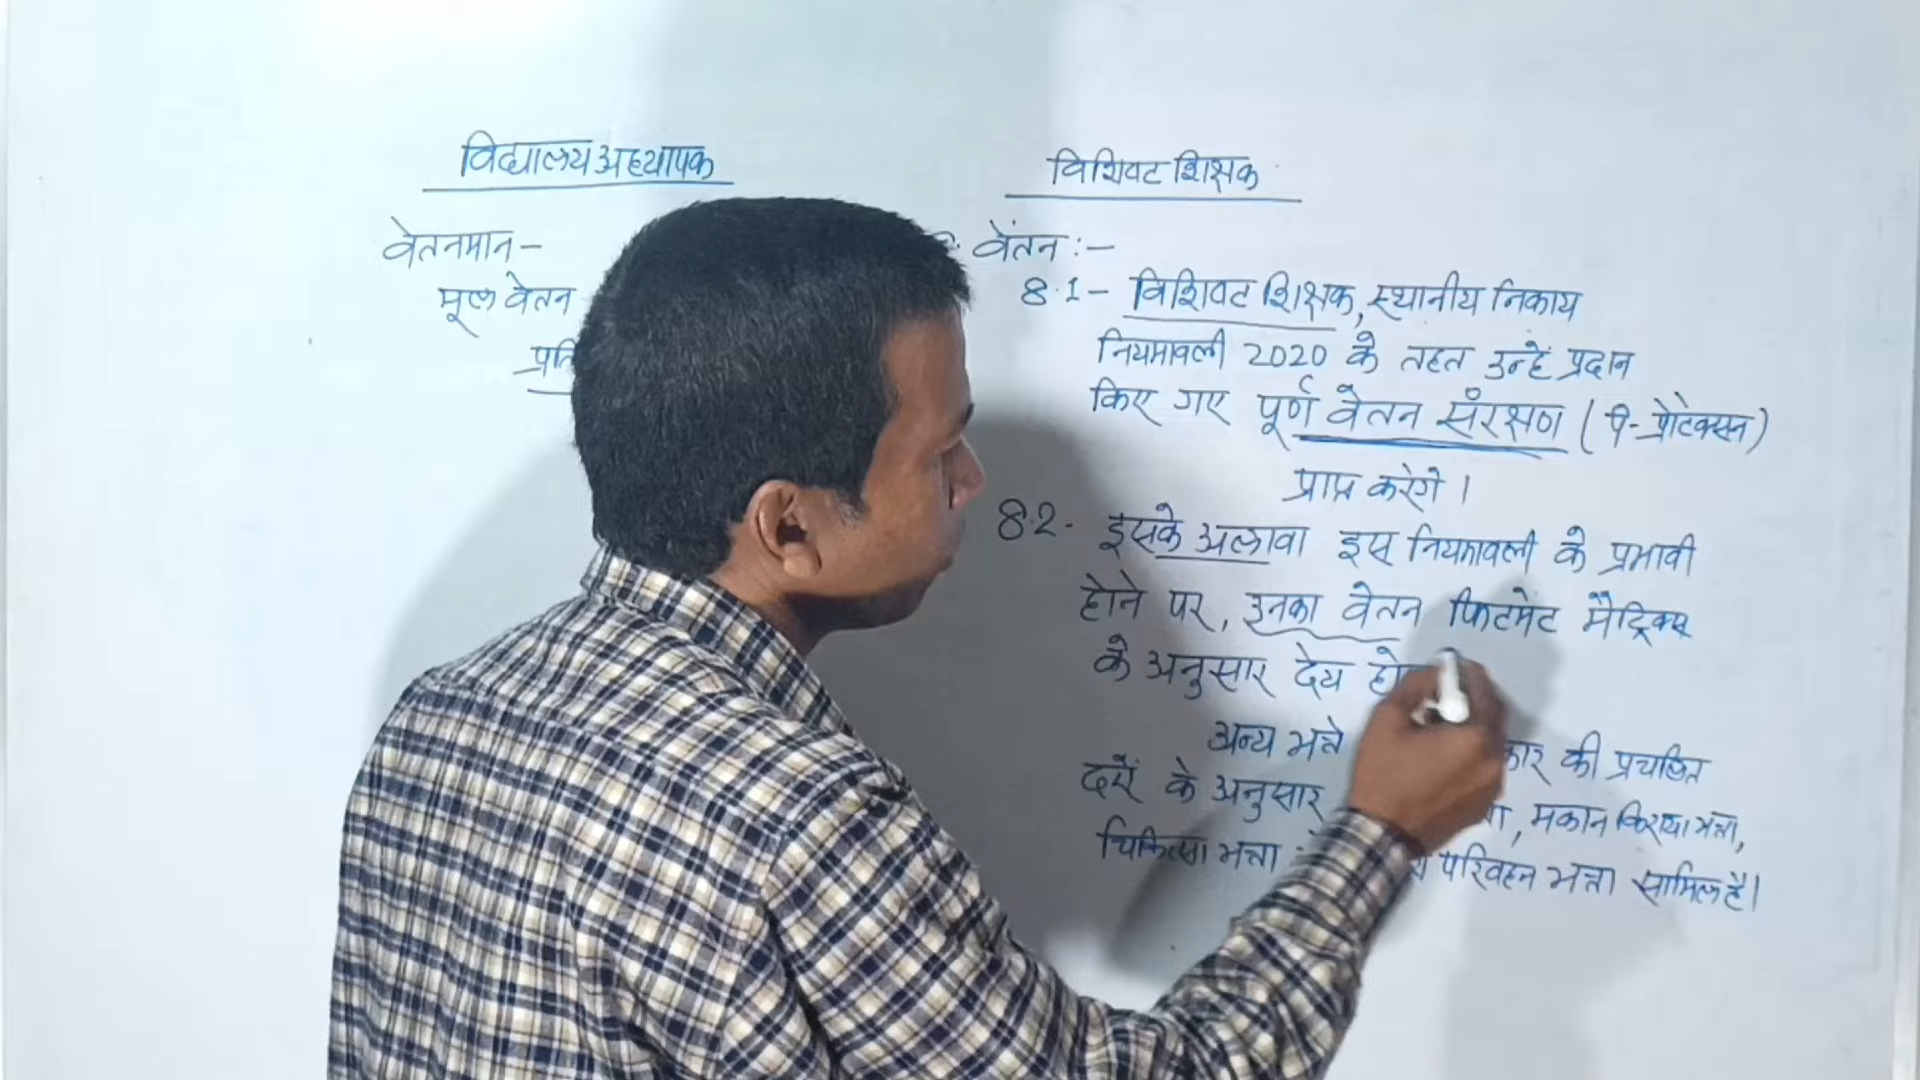 विद्यालय अध्यापक
वेतनमान -
मूल वेतन
विशिष्ट शिक्षक
वेतन :-
8.1 - विशिष्ट शिक्षक, स्थानीय निकाय
नियमावली 2020 के तहत उन्हें प्रदान
किए गए पूर्ण वेतन संरक्षण (पे-प्रोटेक्सन)
प्राप्त करेंगे ।
8.2 - इसके अलावा इस नियमावली के प्रभावी
होने पर, उनका वेतन फिटमेंट मैट्रिक्स
के अनुसार देय
अन्य भत्ते की प्रचलित
दरों के अनुसार , मकान किराया भत्ता,
चिकित्सा भत्ता परिवहन भत्ता सामिल है।